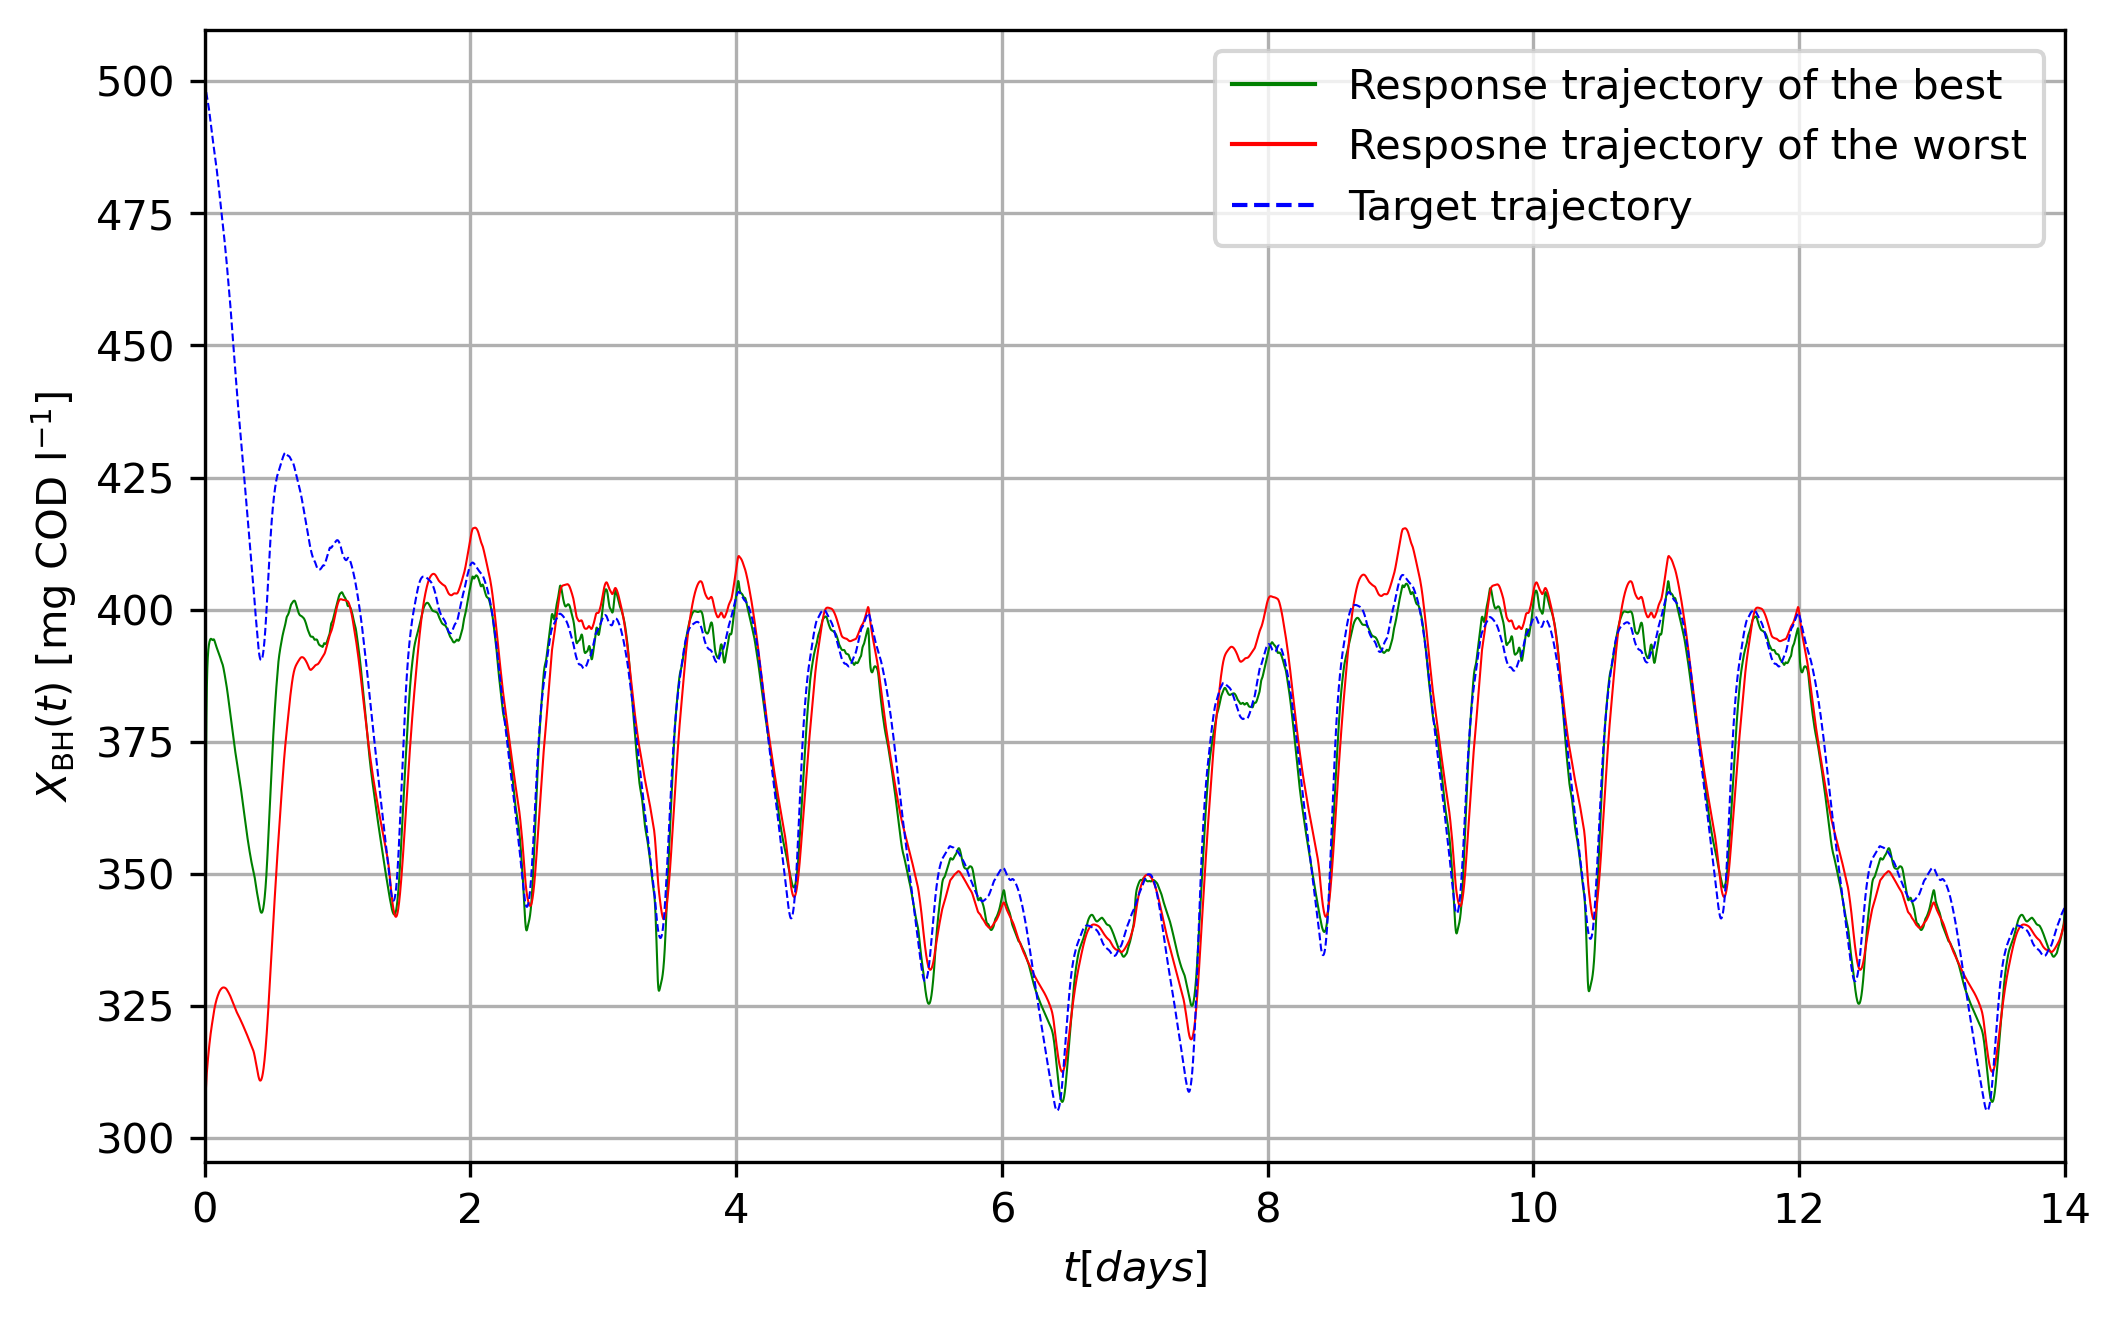 500
475
450
425
400
375
350
325
300
X_BH(t) [mg COD l⁻¹]
Response trajectory of the best
Resposne trajectory of the worst
Target trajectory
0 2 4 6 8 10 12 14
t[days]